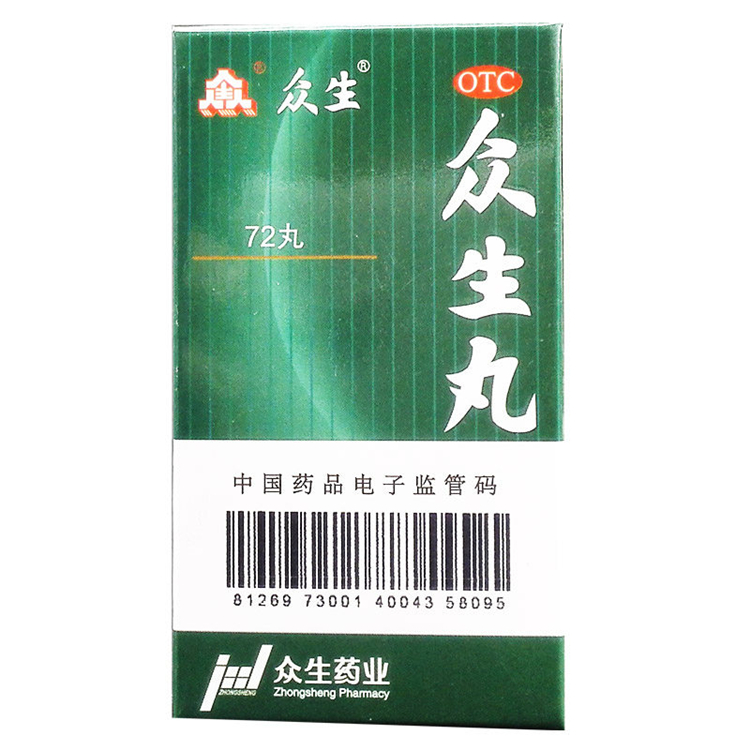 众生®
OTC
众生丸
72丸
中国药品电子监管码
81269 73001 40043 58095
ZHONGSHENG
众生药业
Zhongsheng Pharmacy